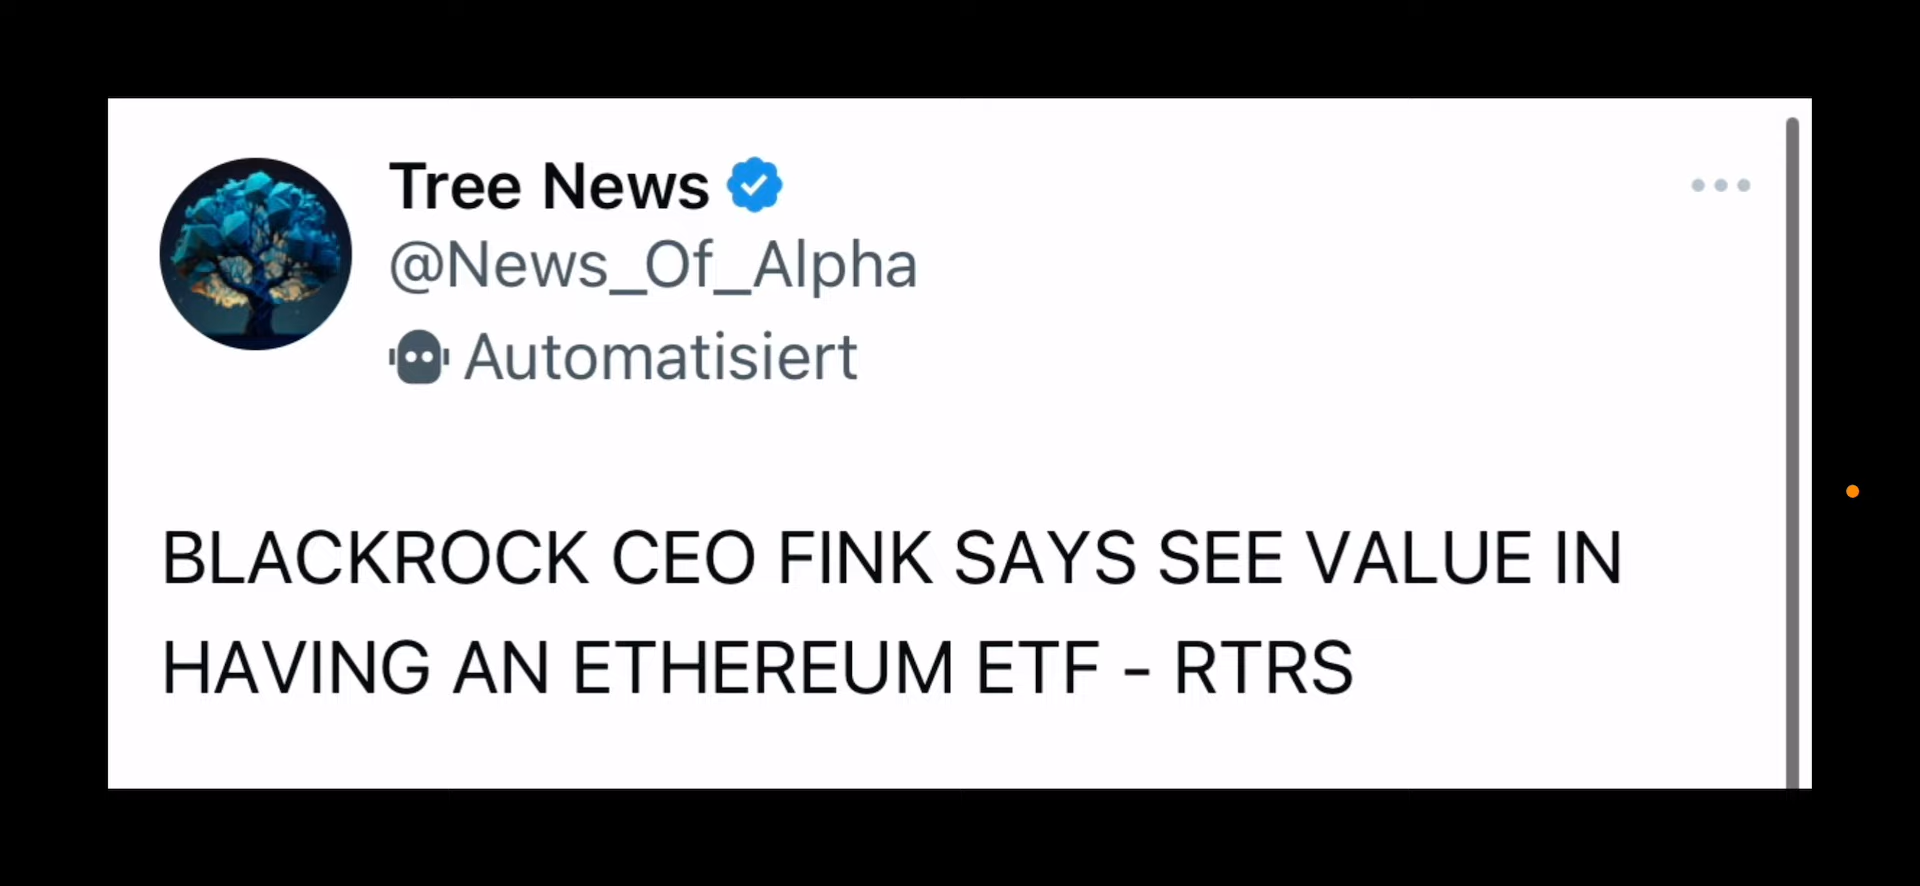 Tree News
@News_Of_Alpha
Automatisiert
BLACKROCK CEO FINK SAYS SEE VALUE IN
HAVING AN ETHEREUM ETF - RTRS